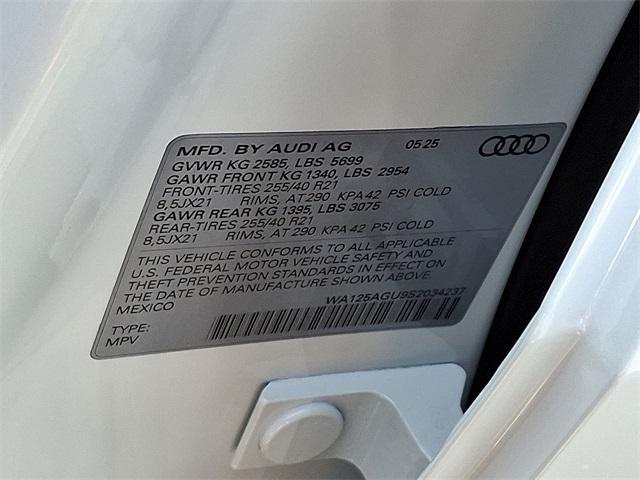 MFD. BY AUDI AG 05 25
GVWR KG 2585, LBS 5699
GAWR FRONT KG 1340, LBS 2954
FRONT-TIRES 255/40 R21
8,5JX21 RIMS, AT 290 KPA 42 PSI COLD
GAWR REAR KG 1395, LBS 3075
REAR-TIRES 255/40 R21
8,5JX21 RIMS, AT 290 KPA 42 PSI COLD
THIS VEHICLE CONFORMS TO ALL APPLICABLE
U.S. FEDERAL MOTOR VEHICLE SAFETY AND
THEFT PREVENTION STANDARDS IN EFFECT ON
THE DATE OF MANUFACTURE SHOWN ABOVE.
MEXICO WA125AGU9S2034237
TYPE:
MPV